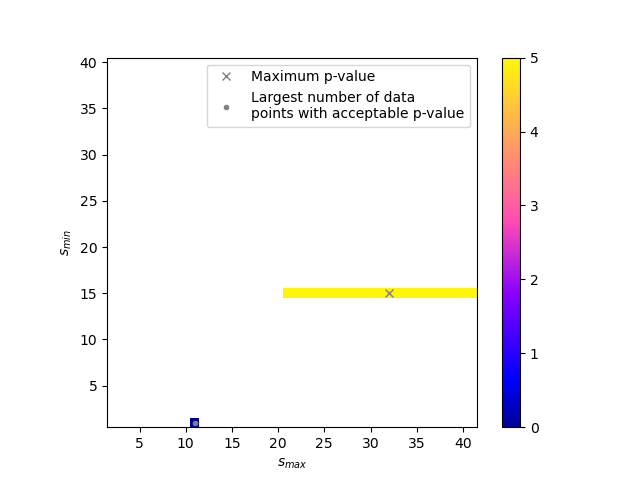 Maximum p-value
Largest number of data
points with acceptable p-value
40
35
30
25
20
15
10
5
s_min
5 10 15 20 25 30 35 40
s_max
5
4
3
2
1
0